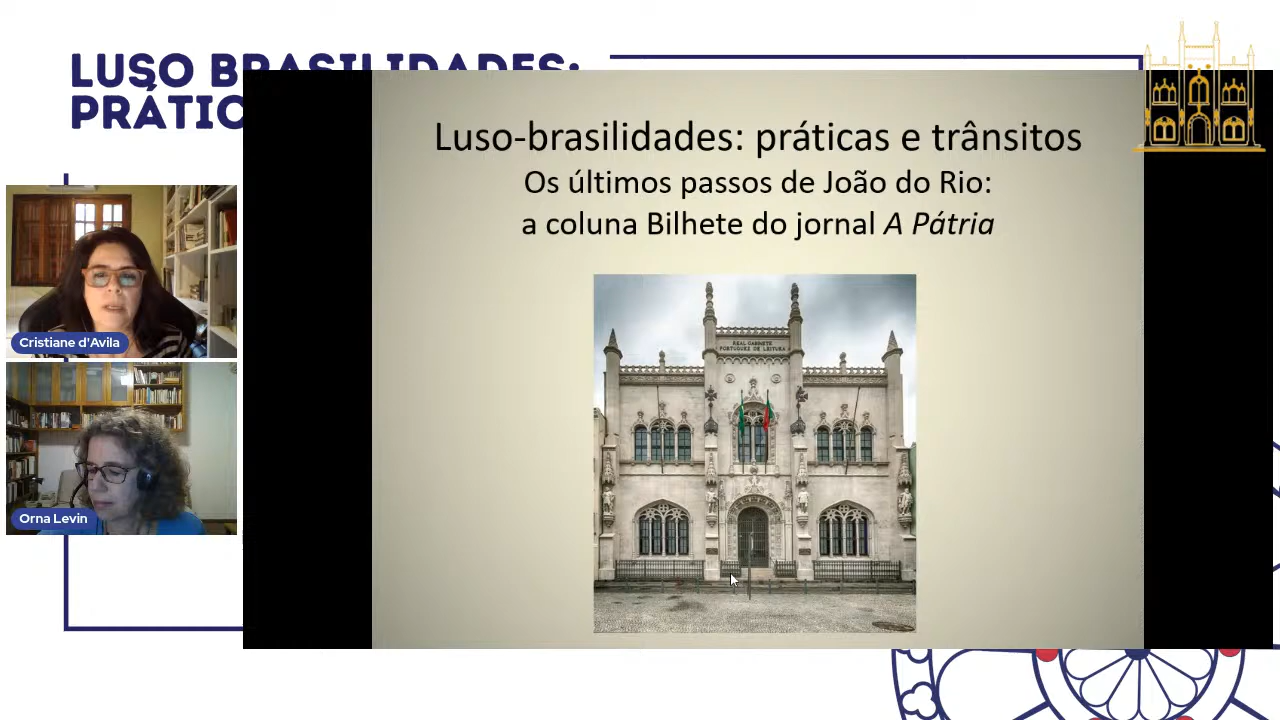 LUSO BRASILIDADES:
PRÁTIC
Luso-brasilidades: práticas e trânsitos
Os últimos passos de João do Rio:
a coluna Bilhete do jornal A Pátria
REAL GABINETE
PORTUGUEZ DE LEITURA
Cristiane d'Avila
Orna Levin